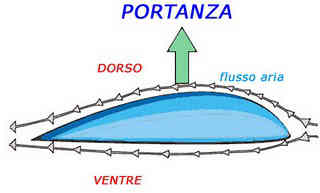 PORTANZA
DORSO
flusso aria
VENTRE